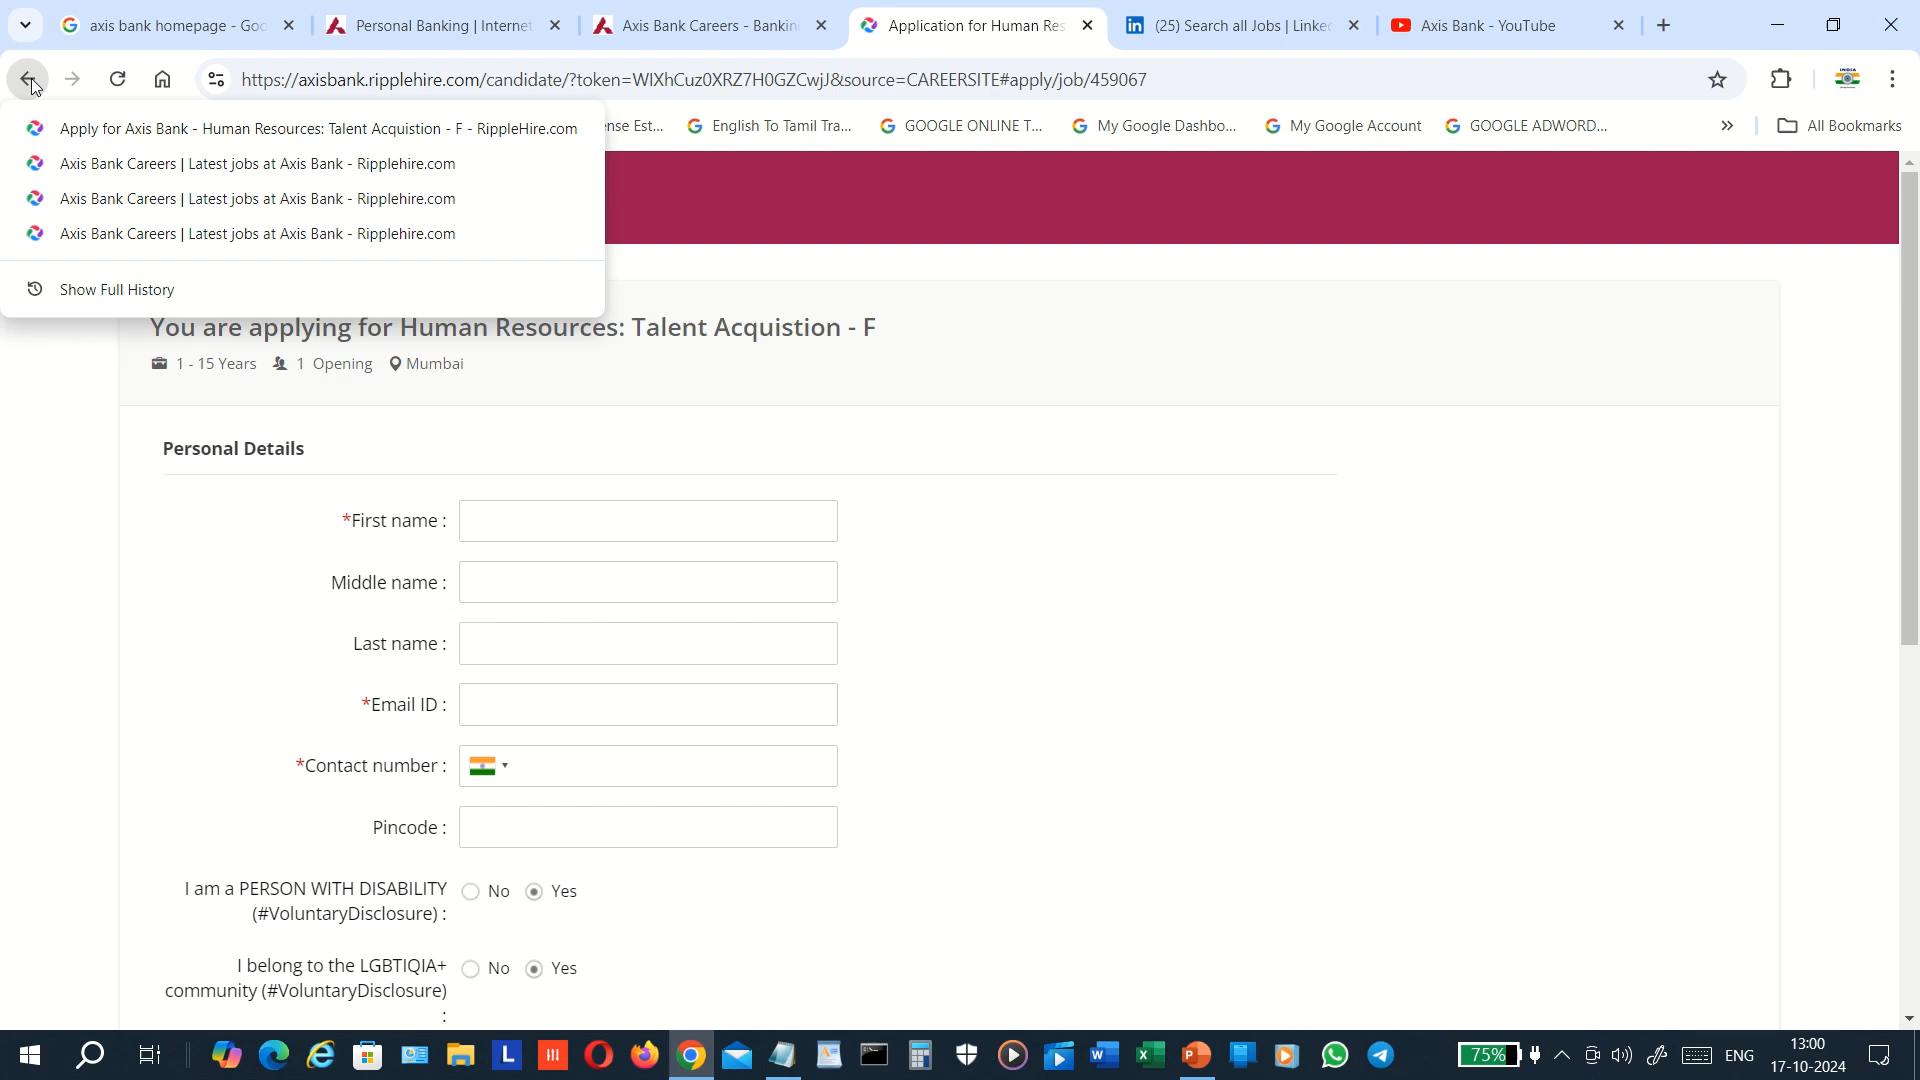 axis bank homepage - Goo
Personal Banking | Internet
Axis Bank Careers - Bankin
Application for Human Res
(25) Search all Jobs | Linke
Axis Bank - YouTube
https://axisbank.ripplehire.com/candidate/?token=WIXhCuz0XRZ7H0GZCwjJ&source=CAREERSITE#apply/job/459067
ense Est...
English To Tamil Tra...
GOOGLE ONLINE T...
My Google Dashbo...
My Google Account
GOOGLE ADWORD...
All Bookmarks
Apply for Axis Bank - Human Resources: Talent Acquistion - F - RippleHire.com
Axis Bank Careers | Latest jobs at Axis Bank - Ripplehire.com
Axis Bank Careers | Latest jobs at Axis Bank - Ripplehire.com
Axis Bank Careers | Latest jobs at Axis Bank - Ripplehire.com
Show Full History
You are applying for Human Resources: Talent Acquistion - F
1 - 15 Years 1 Opening Mumbai
Personal Details
*First name :
Middle name :
Last name :
*Email ID :
*Contact number :
Pincode :
I am a PERSON WITH DISABILITY No Yes
(#VoluntaryDisclosure) :
I belong to the LGBTIQIA+ No Yes
community (#VoluntaryDisclosure)
:
75%
ENG
13:00
17-10-2024